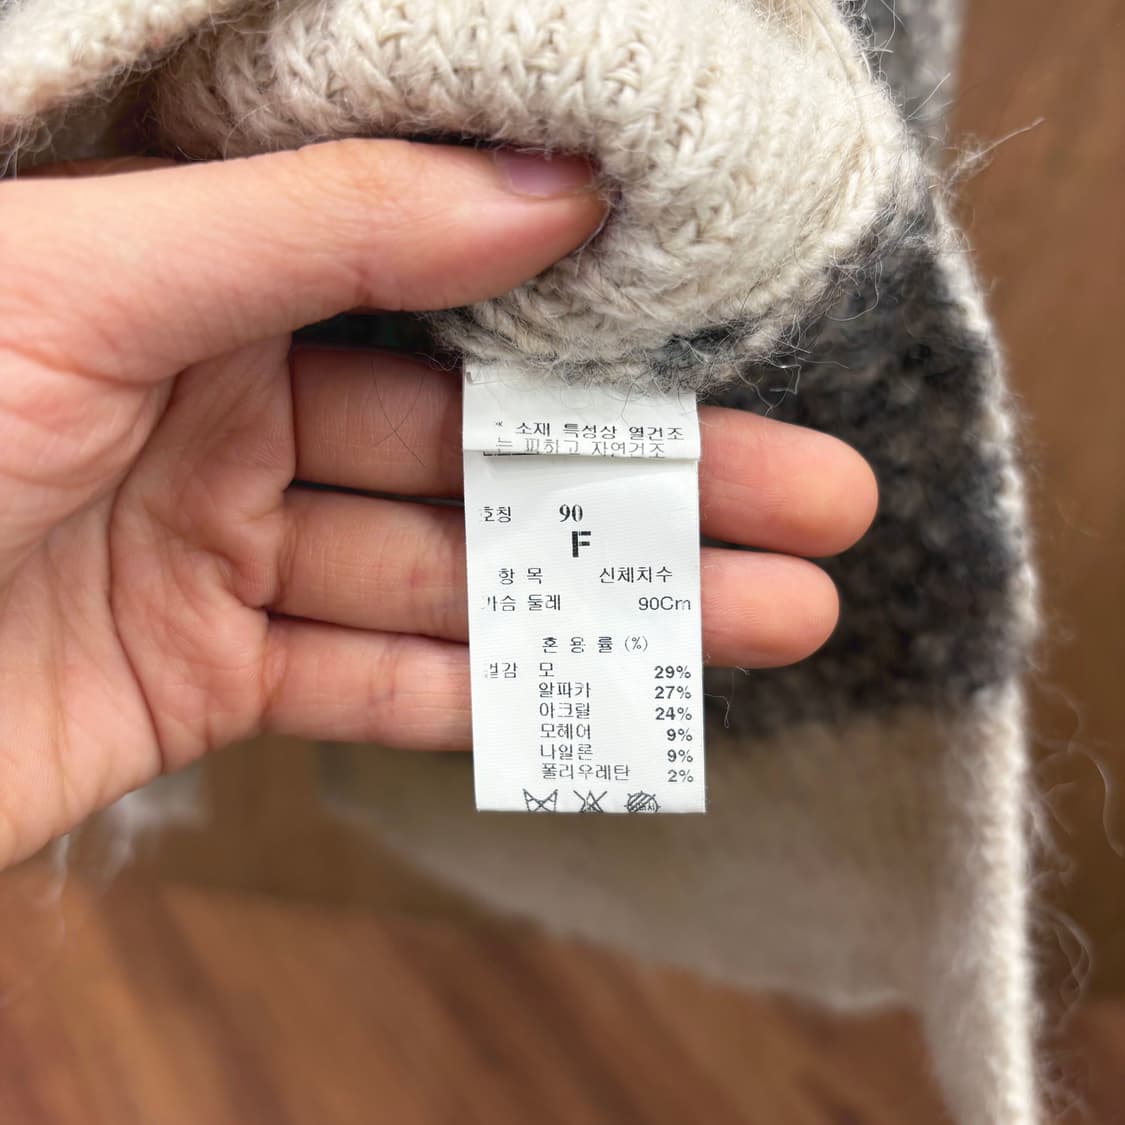 * 소재 특성상 열건조
는 피하고 자연건조
호칭 90
F
항 목 신체치수
가슴 둘레 90Cm
혼 용 률 (%)
겉감 모 29%
알파카 27%
아크릴 24%
모헤어 9%
나일론 9%
폴리우레탄 2%